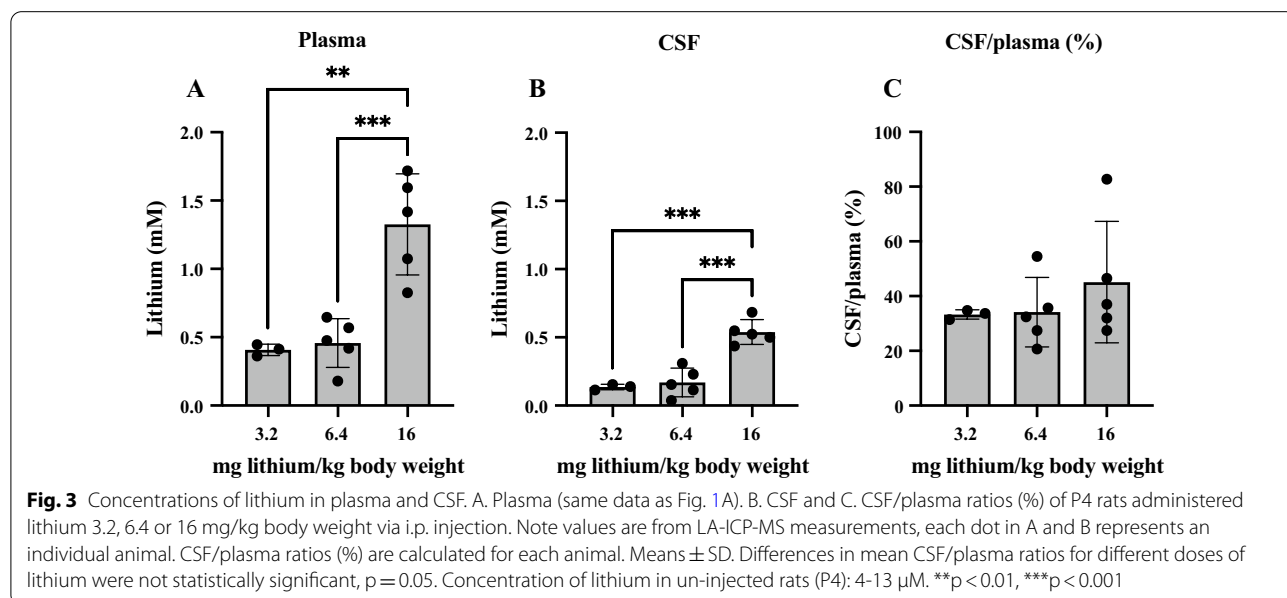 Plasma
CSF
CSF/plasma (%)
A
**
***
Lithium (mM)
2.0
1.5
1.0
0.5
0.0
3.2 6.4 16
mg lithium/kg body weight
B
***
***
Lithium (mM)
2.0
1.5
1.0
0.5
0.0
3.2 6.4 16
mg lithium/kg body weight
C
CSF/plasma (%)
100
80
60
40
20
0
3.2 6.4 16
mg lithium/kg body weight
Fig. 3 Concentrations of lithium in plasma and CSF. A. Plasma (same data as Fig. 1A). B. CSF and C. CSF/plasma ratios (%) of P4 rats administered
lithium 3.2, 6.4 or 16 mg/kg body weight via i.p. injection. Note values are from LA-ICP-MS measurements, each dot in A and B represents an
individual animal. CSF/plasma ratios (%) are calculated for each animal. Means ± SD. Differences in mean CSF/plasma ratios for different doses of
lithium were not statistically significant, p = 0.05. Concentration of lithium in un-injected rats (P4): 4-13 μM. **p < 0.01, ***p < 0.001